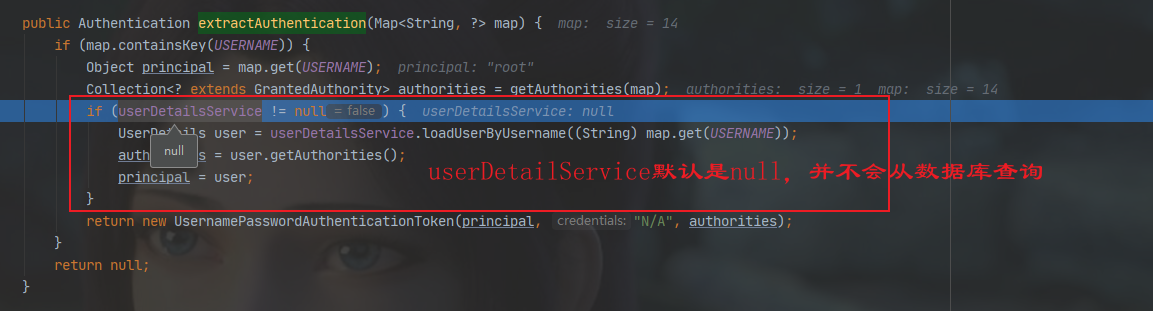 public Authentication extractAuthentication(Map<String, ?> map) {  map:  size = 14
if (map.containsKey(USERNAME)) {
Object principal = map.get(USERNAME);  principal: "root"
Collection<? extends GrantedAuthority> authorities = getAuthorities(map);  authorities:  size = 1  map:  size = 14
if (userDetailsService != null = false ) {  userDetailsService: null
UserDetails user = userDetailsService.loadUserByUsername((String) map.get(USERNAME));
null
= user.getAuthorities();
principal = user;
userDetailService默认是null，并不会从数据库查询
}
return new UsernamePasswordAuthenticationToken(principal, credentials: "N/A", authorities);
}
return null;
}